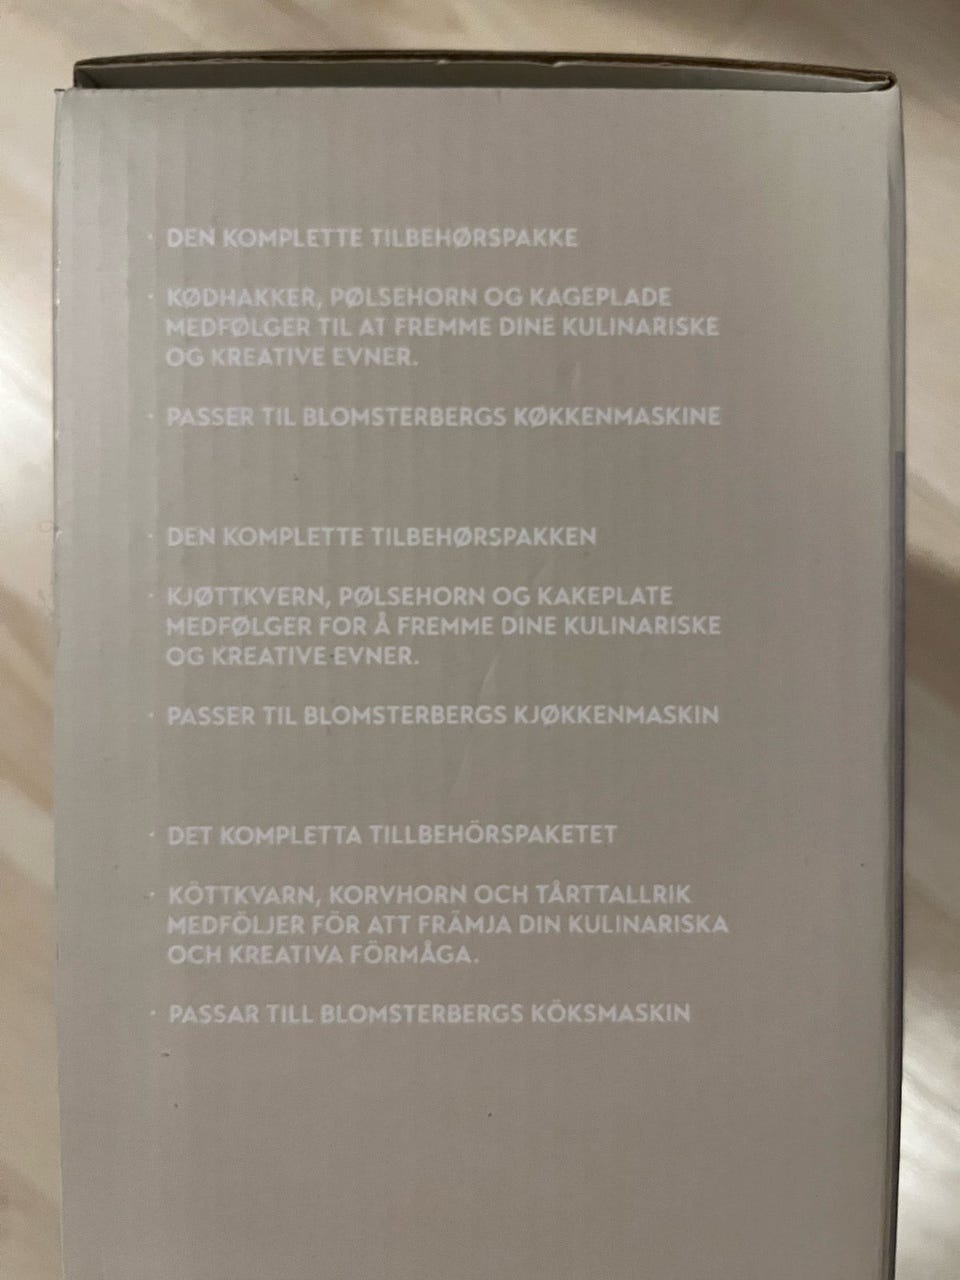 · DEN KOMPLETTE TILBEHØRSPAKKE
· KØDHAKKER, PØLSEHORN OG KAGEPLADE
MEDFØLGER TIL AT FREMME DINE KULINARISKE
OG KREATIVE EVNER.
· PASSER TIL BLOMSTERBERGS KØKKENMASKINE
· DEN KOMPLETTE TILBEHØRSPAKKEN
· KJØTTKVERN, PØLSEHORN OG KAKEPLATE
MEDFØLGER FOR Å FREMME DINE KULINARISKE
OG KREATIVE EVNER.
· PASSER TIL BLOMSTERBERGS KJØKKENMASKIN
· DET KOMPLETTA TILLBEHÖRSPAKETET
· KÖTTKVARN, KORVHORN OCH TÅRTTALLRIK
MEDFÖLJER FÖR ATT FRÄMJA DIN KULINARISKA
OCH KREATIVA FÖRMÅGA.
· PASSAR TILL BLOMSTERBERGS KÖKSMASKIN